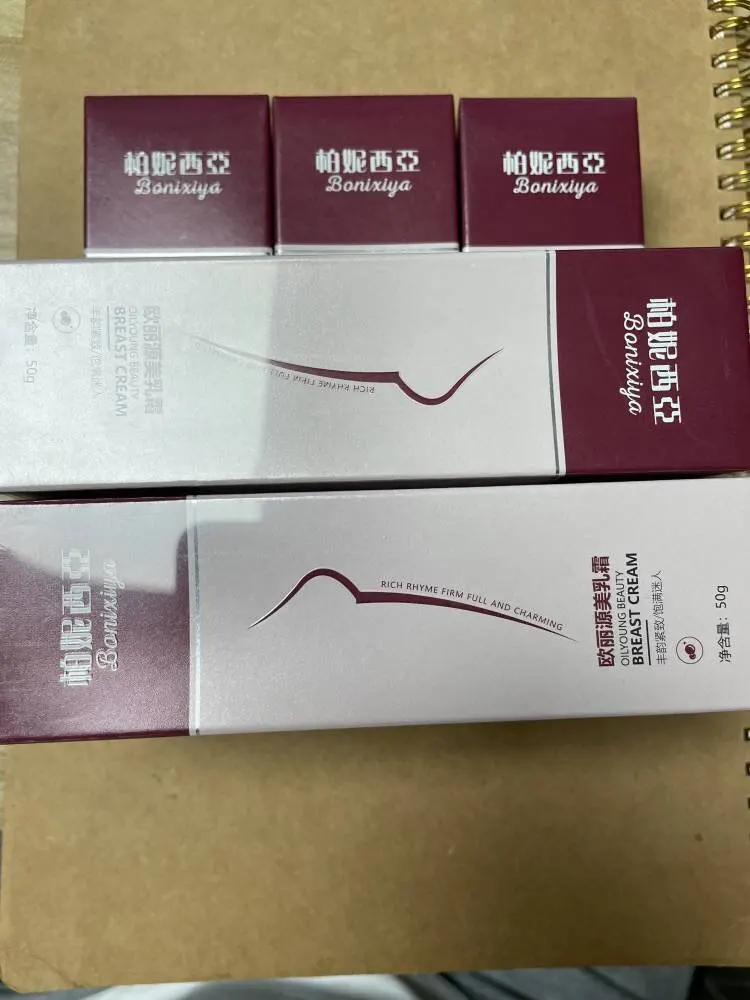 柏妮西亞
Bonixiya
柏妮西亞
Bonixiya
柏妮西亞
Bonixiya
柏妮西亞
Bonixiya
RICH RHYME FIRM FULL
欧丽源美乳霜
OILYOUNG BEAUTY
BREAST CREAM
丰韵紧致/饱满迷人
净含量：50g
柏妮西亞
Bonixiya
RICH RHYME FIRM FULL AND CHARMING
欧丽源美乳霜
OILYOUNG BEAUTY
BREAST CREAM
丰韵紧致/饱满迷人
净含量：50g